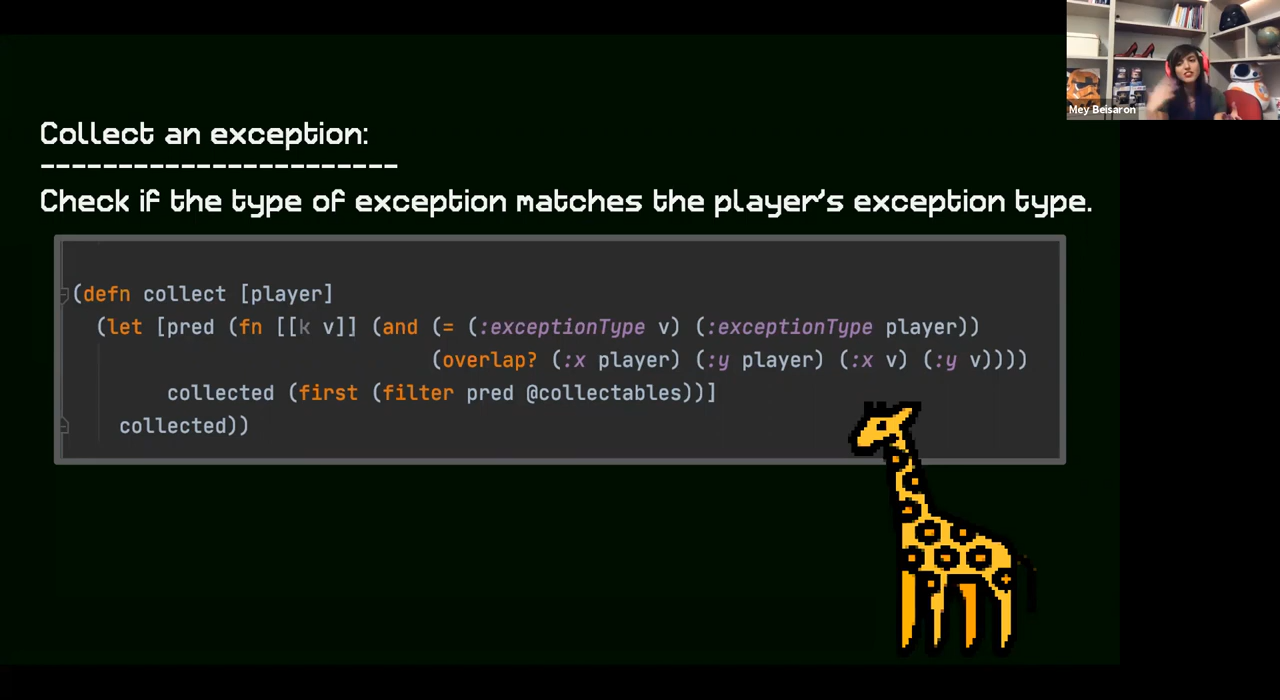 Mey Beisaron
Collect an exception:
-----------------------
Check if the type of exception matches the player's exception type.
(defn collect [player]
(let [pred (fn [[k v]] (and (= (:exceptionType v) (:exceptionType player))
(overlap? (:x player) (:y player) (:x v) (:y v))))
collected (first (filter pred @collectables))]
collected))